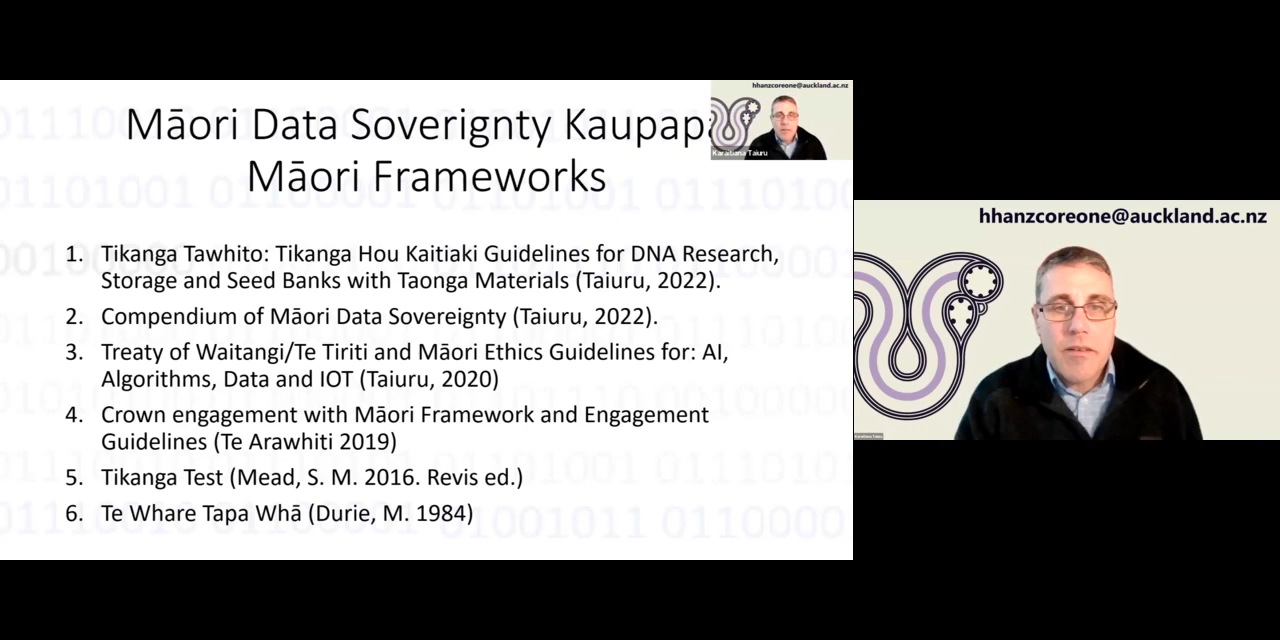 Māori Data Soverignty Kaupapa
Māori Frameworks
1. Tikanga Tawhito: Tikanga Hou Kaitiaki Guidelines for DNA Research,
Storage and Seed Banks with Taonga Materials (Taiuru, 2022).
2. Compendium of Māori Data Sovereignty (Taiuru, 2022).
3. Treaty of Waitangi/Te Tiriti and Māori Ethics Guidelines for: AI,
Algorithms, Data and IOT (Taiuru, 2020)
4. Crown engagement with Māori Framework and Engagement
Guidelines (Te Arawhiti 2019)
5. Tikanga Test (Mead, S. M. 2016. Revis ed.)
6. Te Whare Tapa Whā (Durie, M. 1984)
hhanzcoreone@auckland.ac.nz
Karaitiana Taiuru
hhanzcoreone@auckland.ac.nz
Karaitiana Taiuru